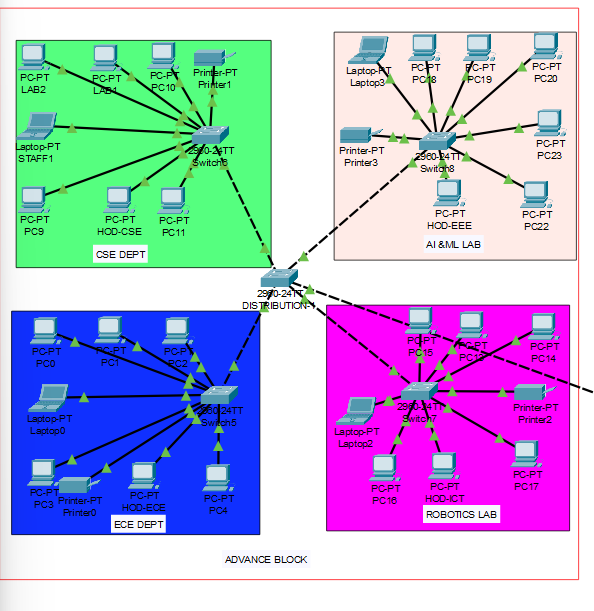 PC-PT
LAB2
PC-PT
LAB1
PC-PT
PC10
Printer-PT
Printer1
Laptop-PT
STAFF1
2960-24TT
Switch6
PC-PT
PC9
PC-PT
HOD-CSE
PC-PT
PC11
CSE DEPT
Laptop-PT
Laptop3
PC-PT
PC18
PC-PT
PC19
PC-PT
PC20
Printer-PT
Printer3
2960-24TT
Switch8
PC-PT
PC23
PC-PT
HOD-EEE
PC-PT
PC22
AI &ML LAB
2960-24TT
DISTRIBUTION-1
PC-PT
PC0
PC-PT
PC1
PC-PT
PC2
Laptop-PT
Laptop0
2960-24TT
Switch5
PC-PT
PC3
Printer-PT
Printer0
PC-PT
HOD-ECE
PC-PT
PC4
ECE DEPT
PC-PT
PC-PT
PC-PT
PC14
2960-24TT
Switch7
Printer-PT
Printer2
Laptop-PT
Laptop2
PC-PT
PC16
PC-PT
HOD-ICT
PC-PT
PC17
ROBOTICS LAB
ADVANCE BLOCK